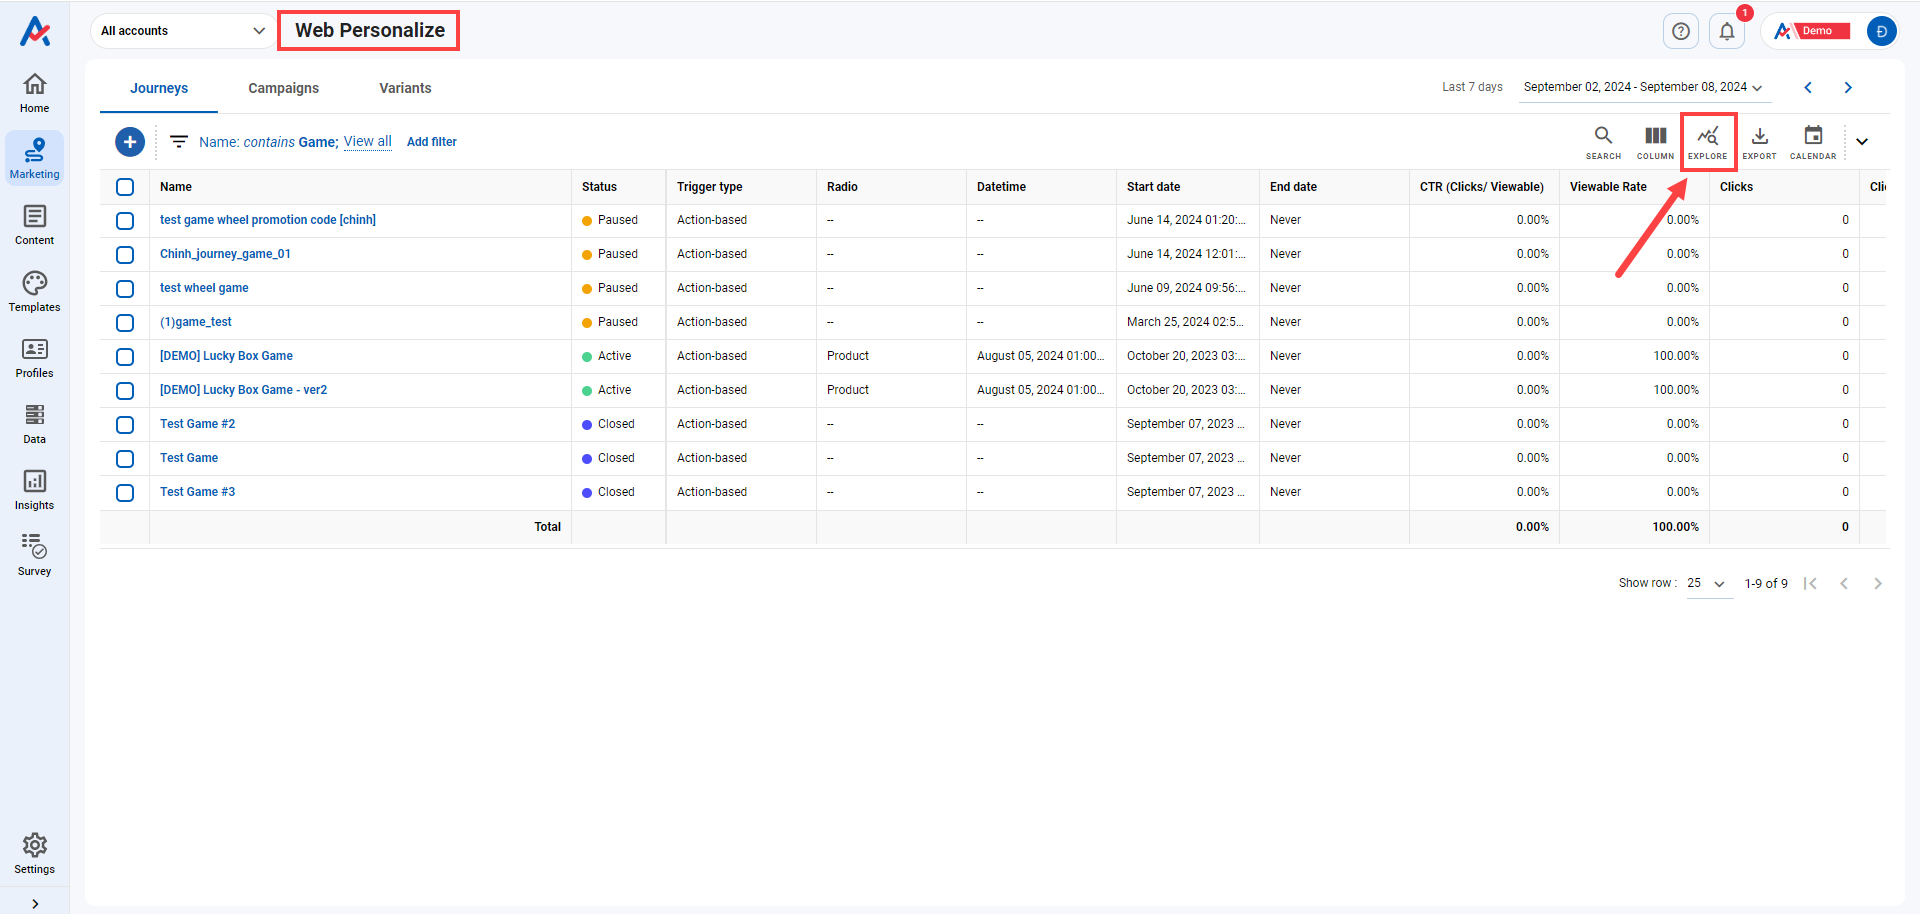 All accounts
Web Personalize
1
Demo
Đ
Home
Marketing
Content
Templates
Profiles
Data
Insights
Survey
Settings
Journeys
Campaigns
Variants
Last 7 days
September 02, 2024 - September 08, 2024
Name: contains Game; View all
Add filter
SEARCH
COLUMN
EXPLORE
EXPORT
CALENDAR
Name Status Trigger type Radio Datetime Start date End date CTR (Clicks/ Viewable) Viewable Rate Clicks Cli
test game wheel promotion code [chinh] Paused Action-based -- -- June 14, 2024 01:20:... Never 0.00% 0.00% 0
Chinh_journey_game_01 Paused Action-based -- -- June 14, 2024 12:01:... Never 0.00% 0.00% 0
test wheel game Paused Action-based -- -- June 09, 2024 09:56:... Never 0.00% 0.00% 0
(1)game_test Paused Action-based -- -- March 25, 2024 02:5... Never 0.00% 0.00% 0
[DEMO] Lucky Box Game Active Action-based Product August 05, 2024 01:00... October 20, 2023 03:... Never 0.00% 100.00% 0
[DEMO] Lucky Box Game - ver2 Active Action-based Product August 05, 2024 01:00... October 20, 2023 03:... Never 0.00% 100.00% 0
Test Game #2 Closed Action-based -- -- September 07, 2023 ... Never 0.00% 0.00% 0
Test Game Closed Action-based -- -- September 07, 2023 ... Never 0.00% 0.00% 0
Test Game #3 Closed Action-based -- -- September 07, 2023 ... Never 0.00% 0.00% 0
Total 0.00% 100.00% 0
Show row : 25 1-9 of 9